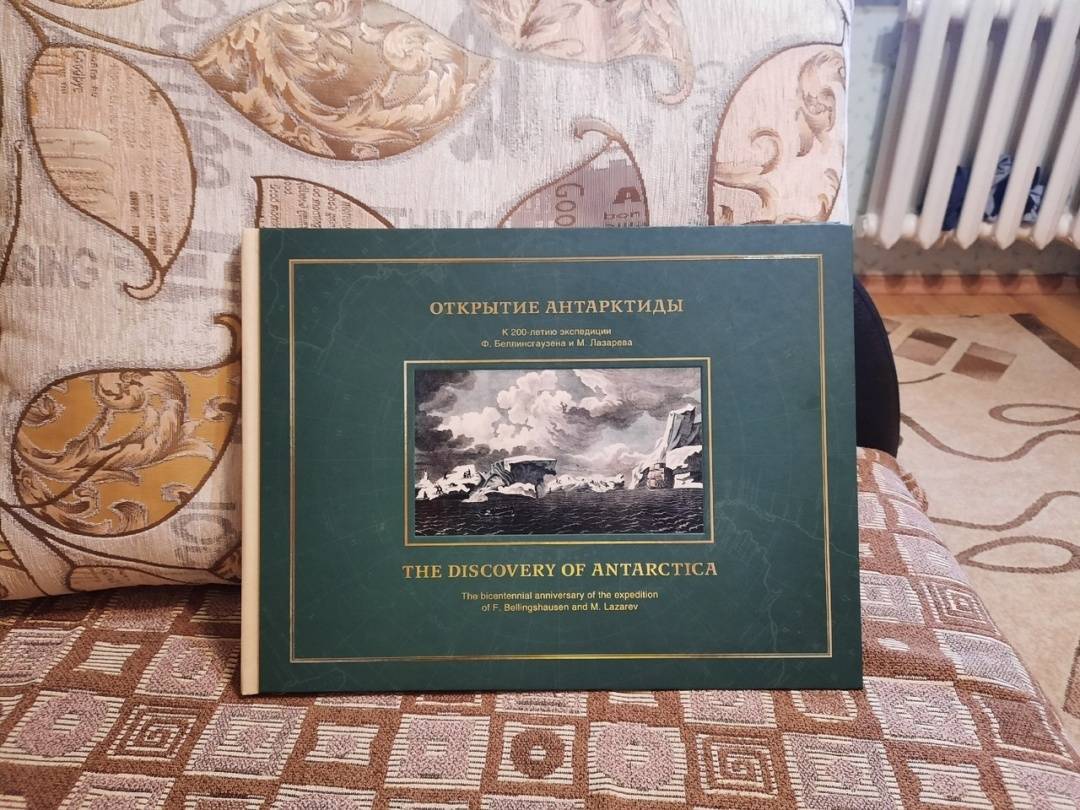 ОТКРЫТИЕ АНТАРКТИДЫ
К 200-летию экспедиции
Ф. Беллинсгаузена и М. Лазарева
THE DISCOVERY OF ANTARCTICA
The bicentennial anniversary of the expedition
of F. Bellingshausen and M. Lazarev